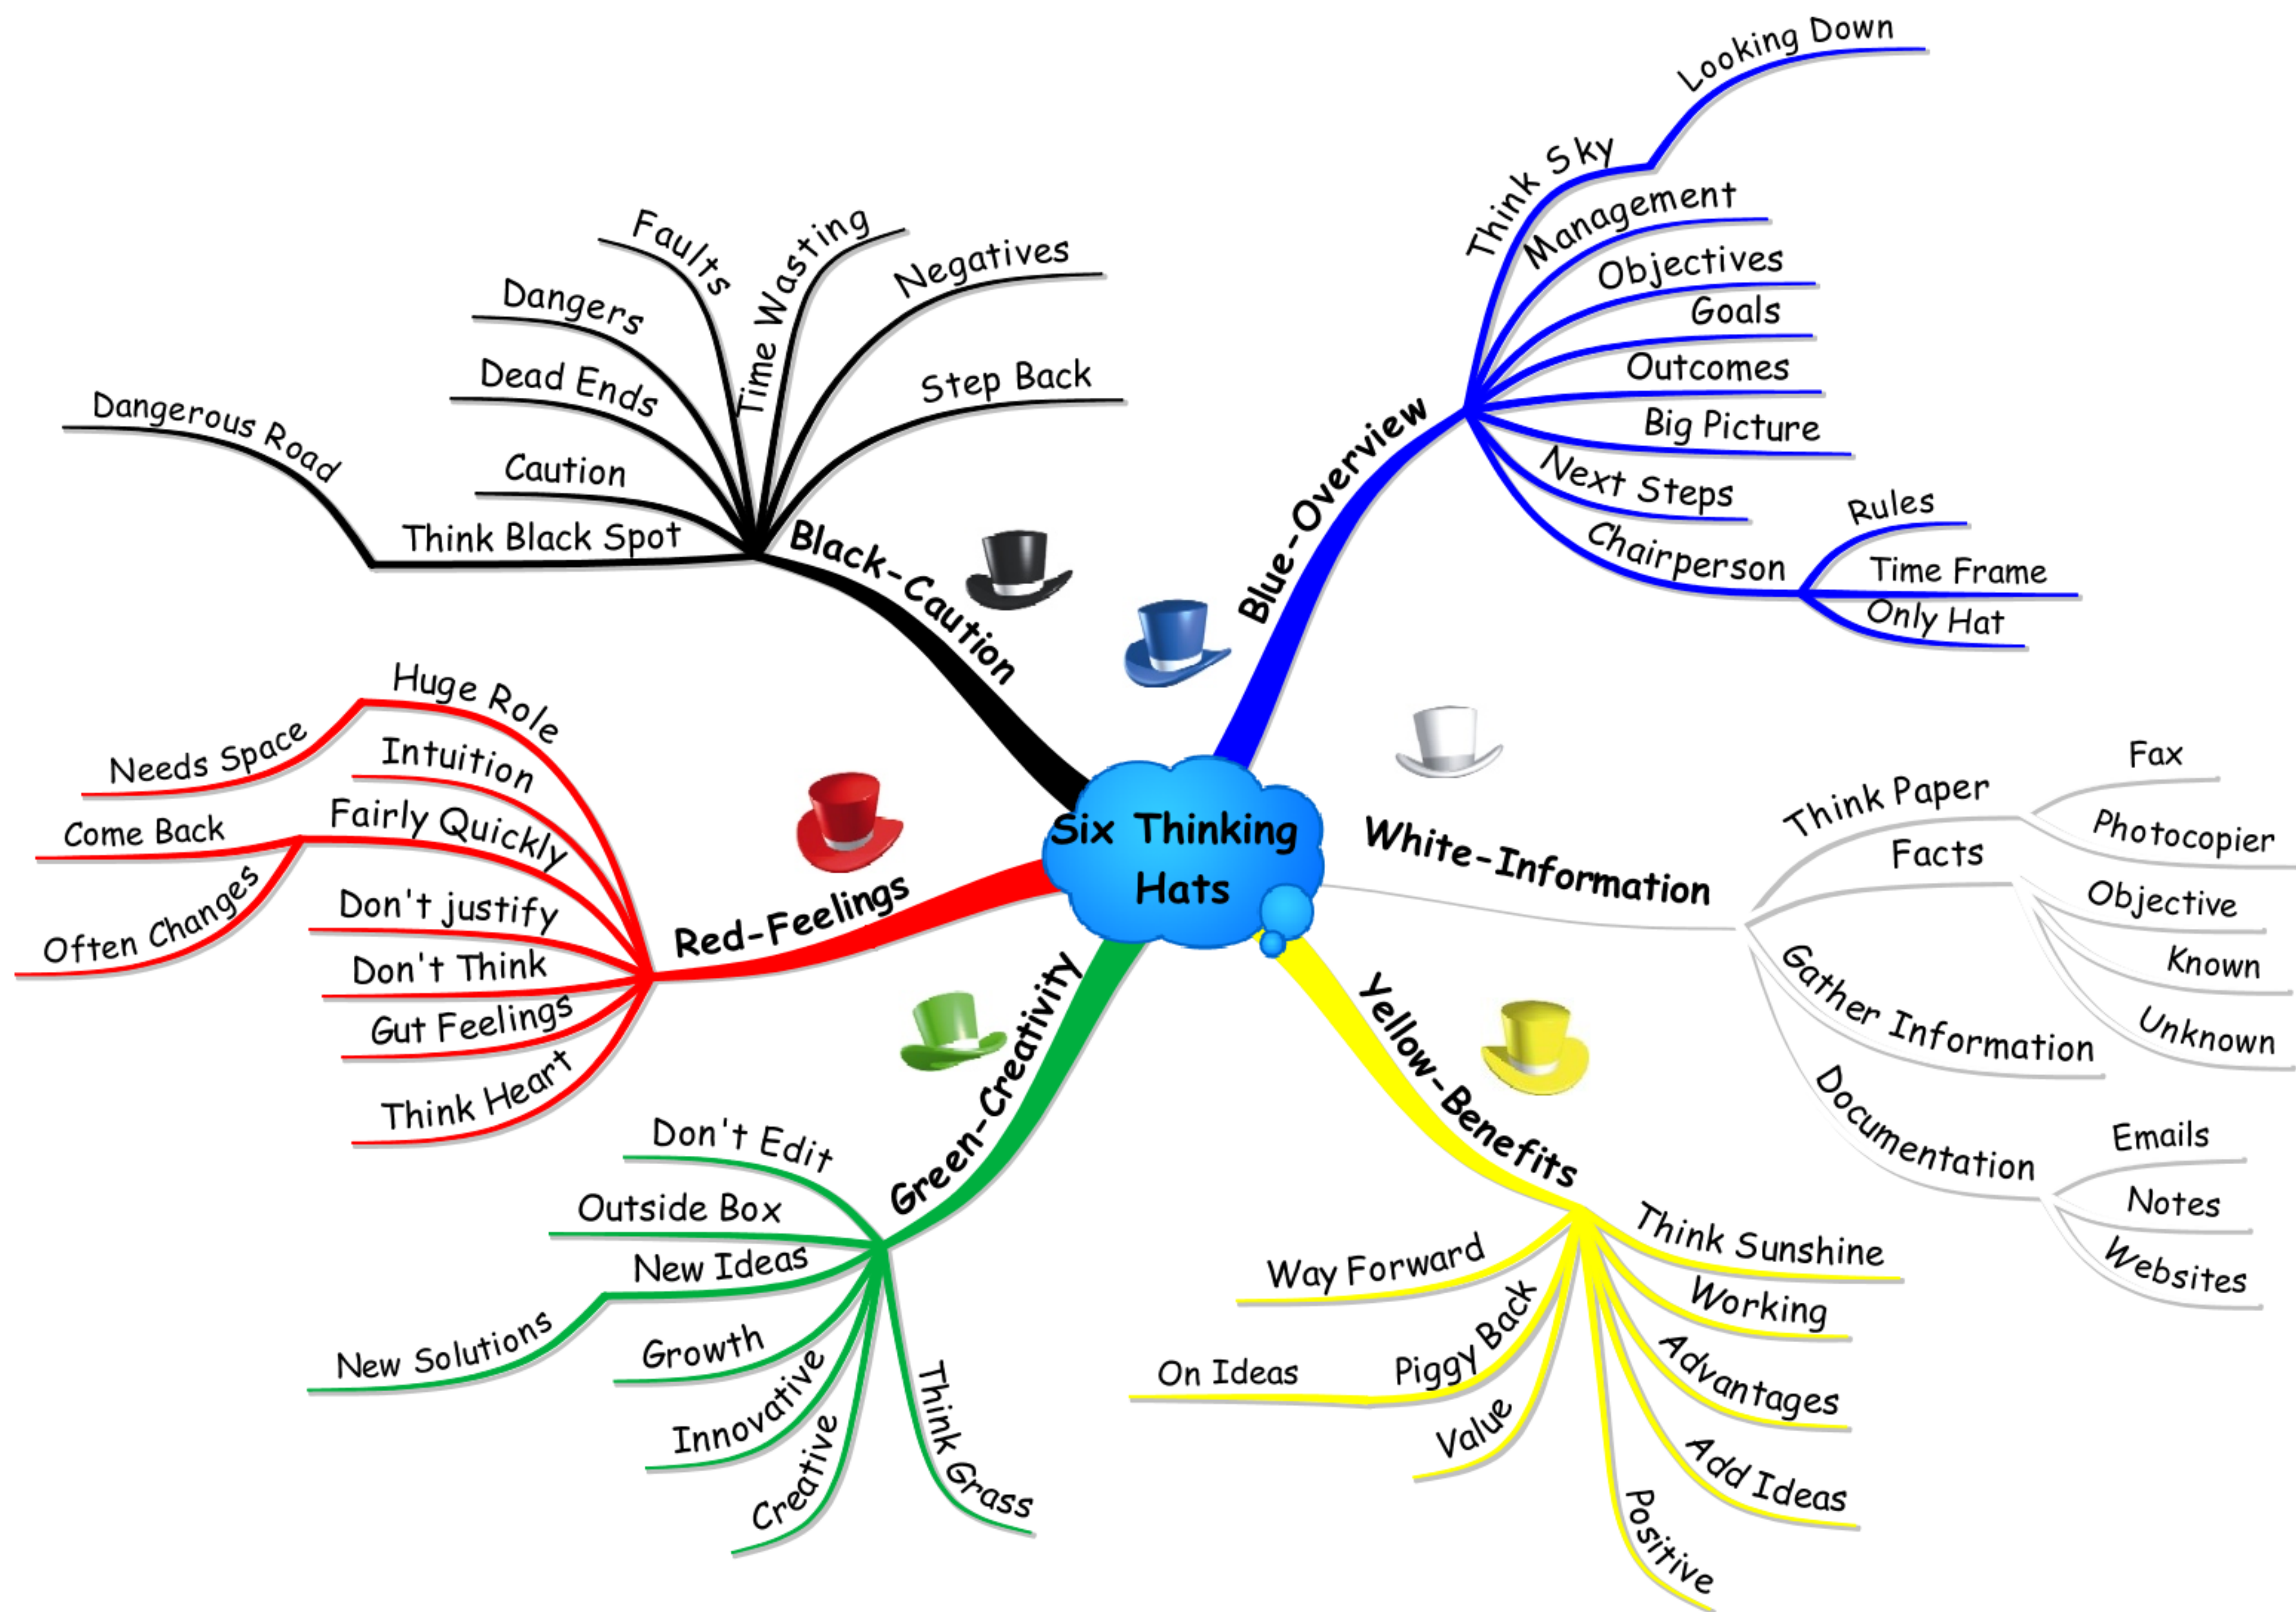 Six Thinking
Hats
Blue-Overview
Think Sky
Looking Down
Management
Objectives
Goals
Outcomes
Big Picture
Next Steps
Chairperson
Rules
Time Frame
Only Hat
White-Information
Think Paper
Fax
Photocopier
Facts
Objective
Known
Unknown
Gather Information
Documentation
Emails
Notes
Websites
Yellow-Benefits
Think Sunshine
Working
Advantages
Add Ideas
Positive
Value
Piggy Back
On Ideas
Way Forward
Green-Creativity
Don't Edit
Outside Box
New Ideas
New Solutions
Growth
Innovative
Creative
Think Grass
Red-Feelings
Huge Role
Needs Space
Intuition
Fairly Quickly
Come Back
Often Changes
Don't justify
Don't Think
Gut Feelings
Think Heart
Black-Caution
Step Back
Negatives
Time Wasting
Faults
Dangers
Dead Ends
Caution
Think Black Spot
Dangerous Road